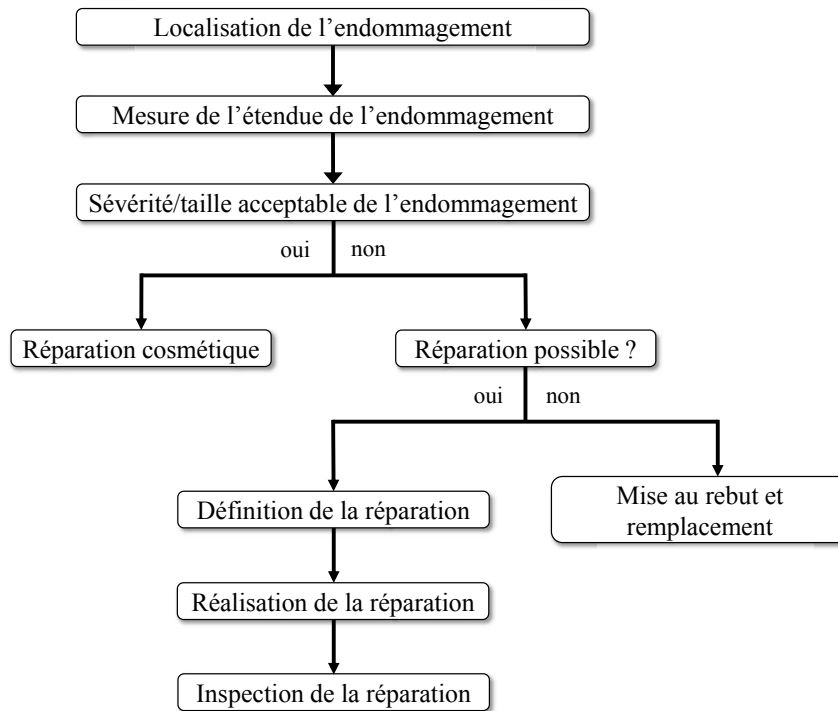 Localisation de l’endommagement
Mesure de l’étendue de l’endommagement
Sévérité/taille acceptable de l’endommagement
oui non
Réparation cosmétique
Réparation possible ?
oui non
Définition de la réparation
Mise au rebut et
remplacement
Réalisation de la réparation
Inspection de la réparation